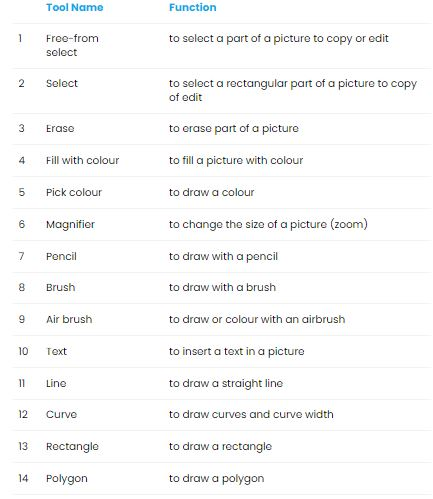 Tool Name Function
1 Free-from to select a part of a picture to copy or edit
select
2 Select to select a rectangular part of a picture to copy
of edit
3 Erase to erase part of a picture
4 Fill with colour to fill a picture with colour
5 Pick colour to draw a colour
6 Magnifier to change the size of a picture (zoom)
7 Pencil to draw with a pencil
8 Brush to draw with a brush
9 Air brush to draw or colour with an airbrush
10 Text to insert a text in a picture
11 Line to draw a straight line
12 Curve to draw curves and curve width
13 Rectangle to draw a rectangle
14 Polygon to draw a polygon